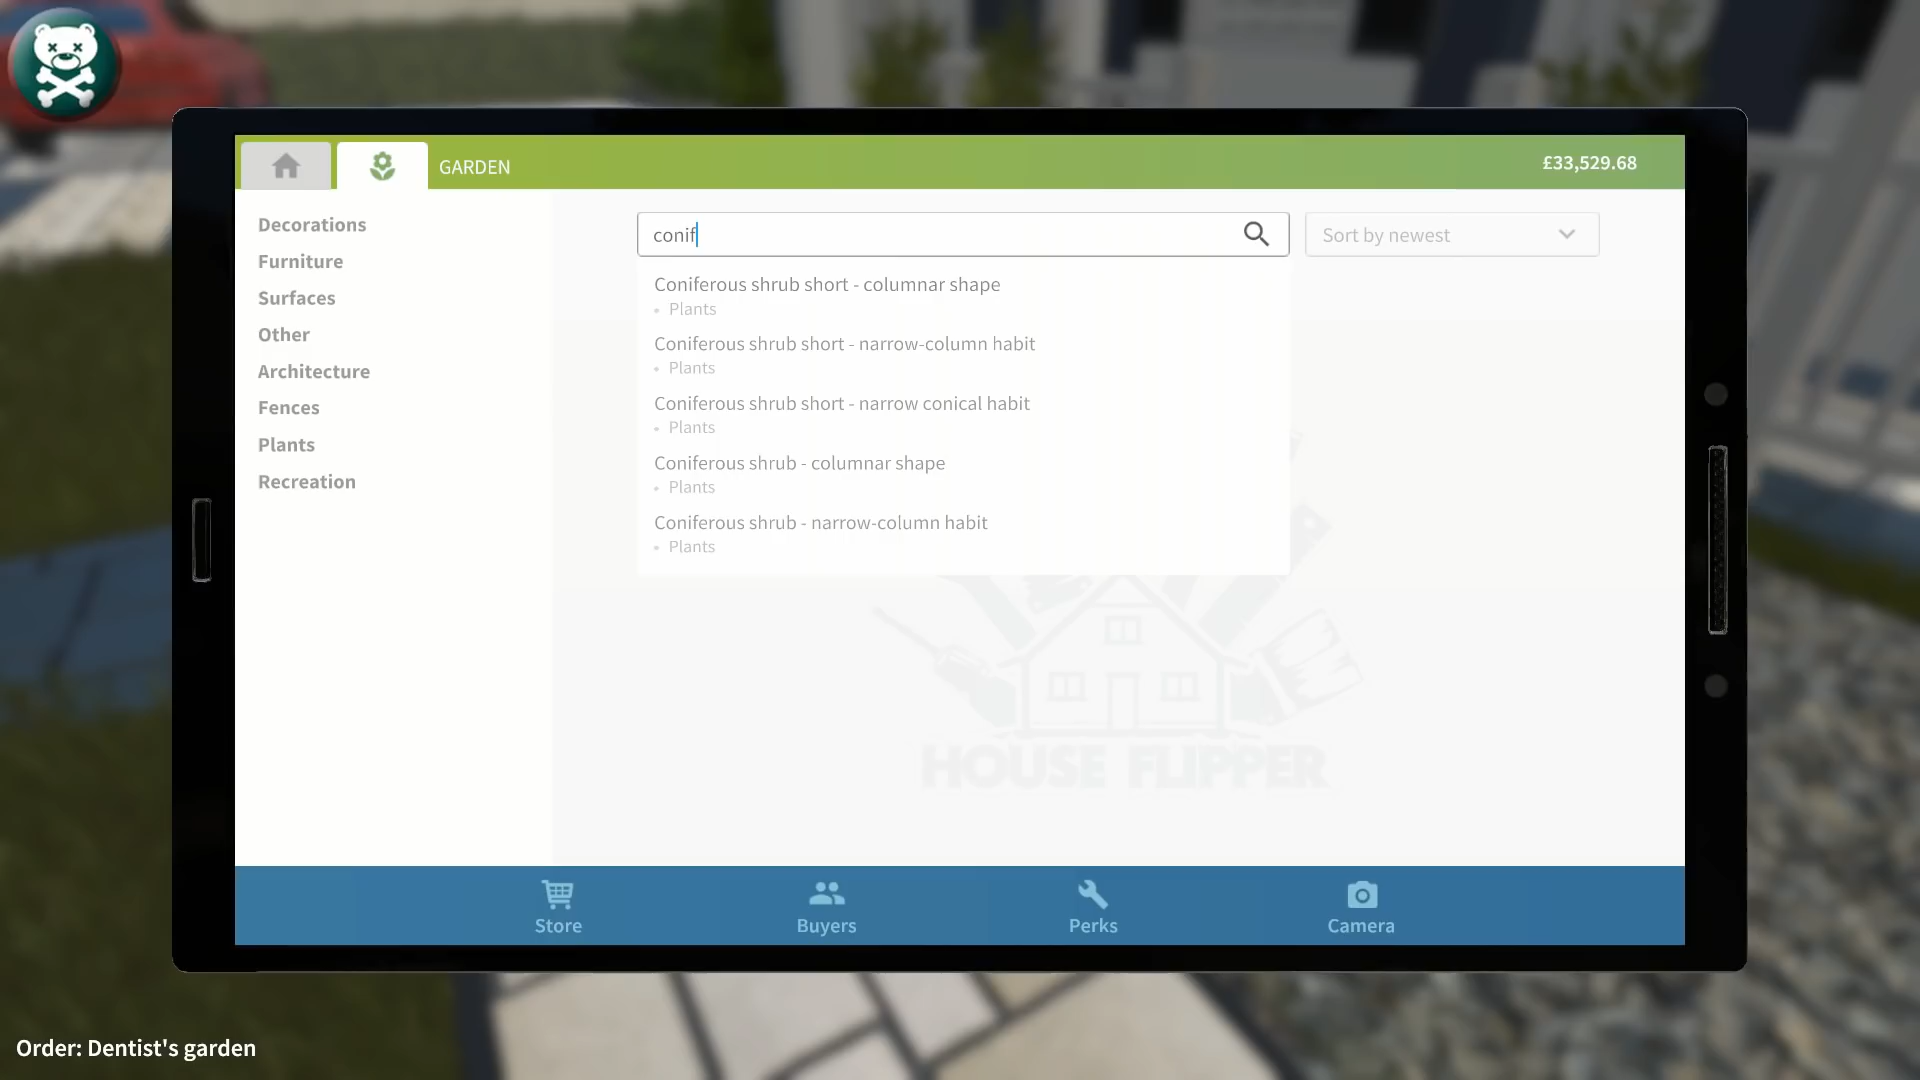 GARDEN
£33,529.68
Decorations
Furniture
Surfaces
Other
Architecture
Fences
Plants
Recreation
conif
Sort by newest
Coniferous shrub short - columnar shape
• Plants
Coniferous shrub short - narrow-column habit
• Plants
Coniferous shrub short - narrow conical habit
• Plants
Coniferous shrub - columnar shape
• Plants
Coniferous shrub - narrow-column habit
• Plants
HOUSE FLIPPER
Store
Buyers
Perks
Camera
Order: Dentist's garden